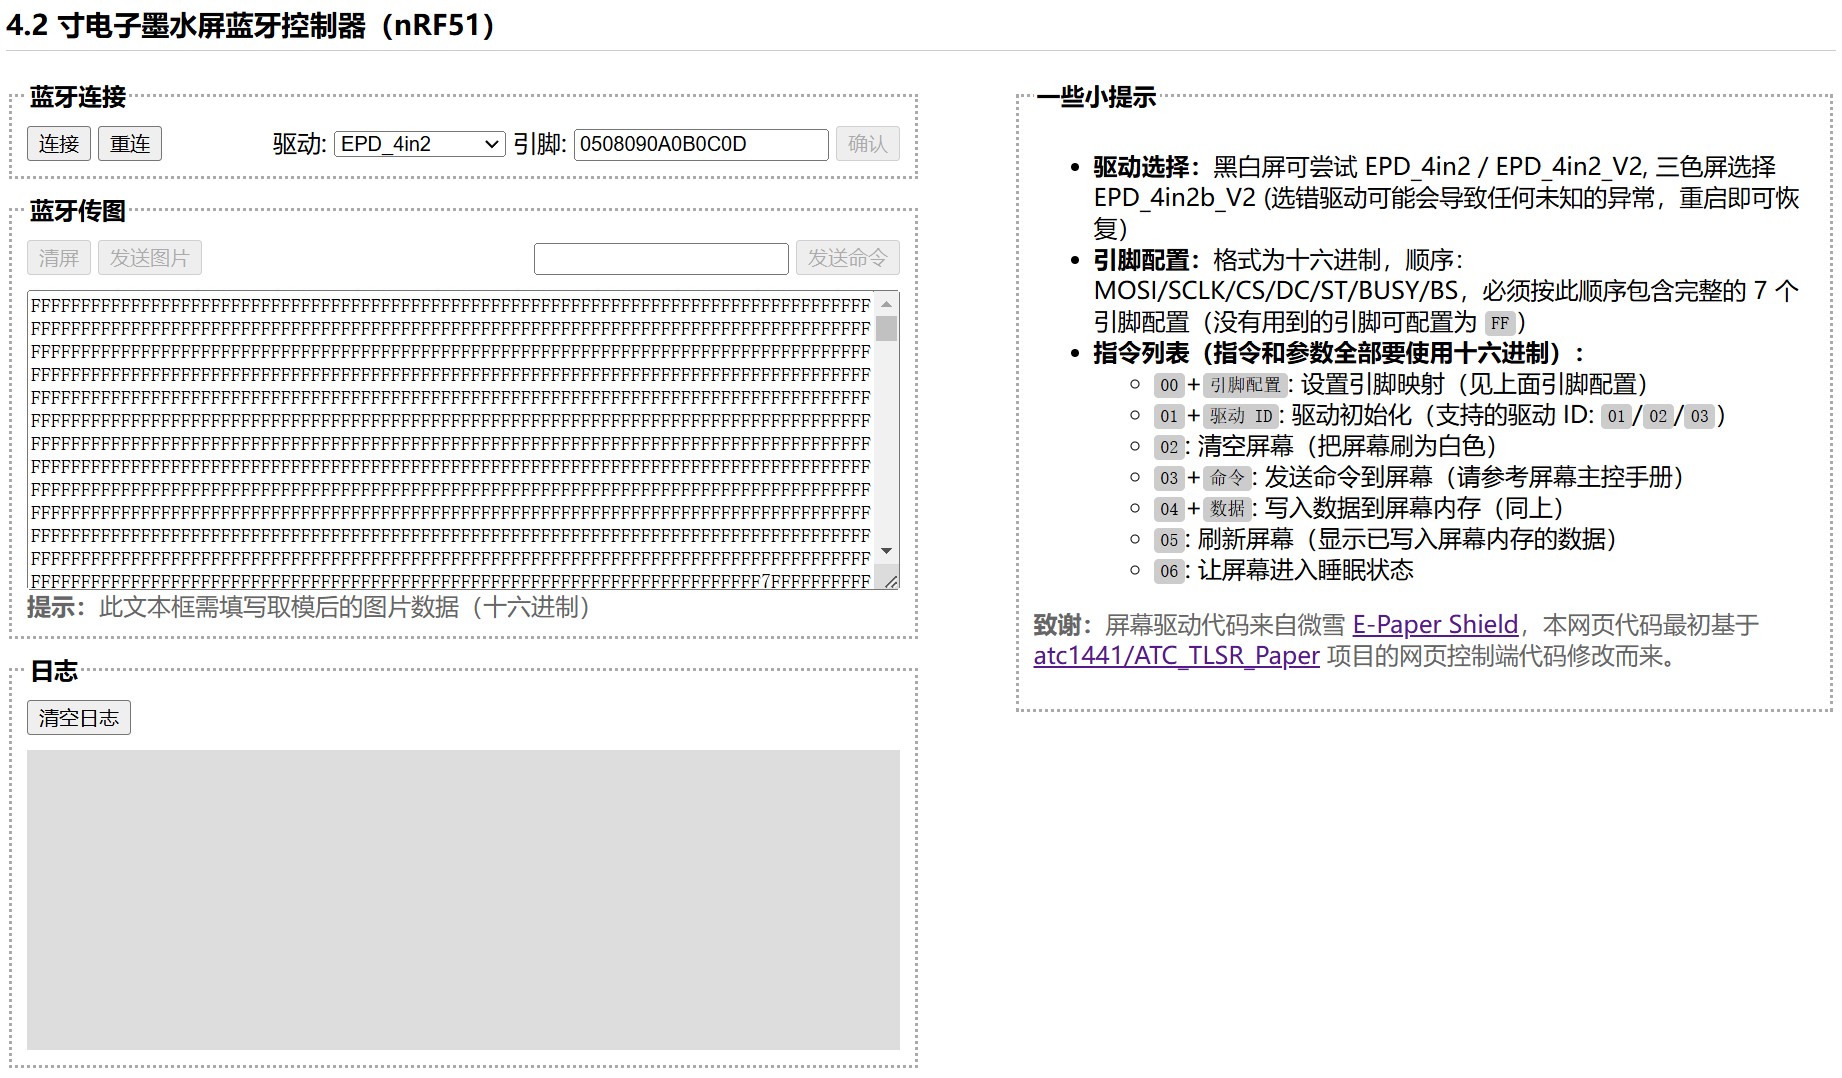 4.2 寸电子墨水屏蓝牙控制器（nRF51）
蓝牙连接
连接 重连 驱动: EPD_4in2 引脚: 0508090A0B0C0D 确认
蓝牙传图
清屏 发送图片 发送命令
FFFFFFFFFFFFFFFFFFFFFFFFFFFFFFFFFFFFFFFFFFFFFFFFFFFFFFFFFFFFFFFFFFFFFFFFFFFFFFFFFFFF
FFFFFFFFFFFFFFFFFFFFFFFFFFFFFFFFFFFFFFFFFFFFFFFFFFFFFFFFFFFFFFFFFFFFFFFFFFFFFFFFFFFF
FFFFFFFFFFFFFFFFFFFFFFFFFFFFFFFFFFFFFFFFFFFFFFFFFFFFFFFFFFFFFFFFFFFFFFFFFFFFFFFFFFFF
FFFFFFFFFFFFFFFFFFFFFFFFFFFFFFFFFFFFFFFFFFFFFFFFFFFFFFFFFFFFFFFFFFFFFFFFFFFFFFFFFFFF
FFFFFFFFFFFFFFFFFFFFFFFFFFFFFFFFFFFFFFFFFFFFFFFFFFFFFFFFFFFFFFFFFFFFFFFFFFFFFFFFFFFF
FFFFFFFFFFFFFFFFFFFFFFFFFFFFFFFFFFFFFFFFFFFFFFFFFFFFFFFFFFFFFFFFFFFFFFFFFFFFFFFFFFFF
FFFFFFFFFFFFFFFFFFFFFFFFFFFFFFFFFFFFFFFFFFFFFFFFFFFFFFFFFFFFFFFFFFFFFFFFFFFFFFFFFFFF
FFFFFFFFFFFFFFFFFFFFFFFFFFFFFFFFFFFFFFFFFFFFFFFFFFFFFFFFFFFFFFFFFFFFFFFFFFFFFFFFFFFF
FFFFFFFFFFFFFFFFFFFFFFFFFFFFFFFFFFFFFFFFFFFFFFFFFFFFFFFFFFFFFFFFFFFFFFFFFFFFFFFFFFFF
FFFFFFFFFFFFFFFFFFFFFFFFFFFFFFFFFFFFFFFFFFFFFFFFFFFFFFFFFFFFFFFFFFFFFFFFFFFFFFFFFFFF
FFFFFFFFFFFFFFFFFFFFFFFFFFFFFFFFFFFFFFFFFFFFFFFFFFFFFFFFFFFFFFFFFFFFFFFFFFFFFFFFFFFF
FFFFFFFFFFFFFFFFFFFFFFFFFFFFFFFFFFFFFFFFFFFFFFFFFFFFFFFFFFFFFFFFFFFFFFFFFFFFFFFFFFFF
FFFFFFFFFFFFFFFFFFFFFFFFFFFFFFFFFFFFFFFFFFFFFFFFFFFFFFFFFFFFFFFFFFFFFFFFF7FFFFFFFFFF
提示：此文本框需填写取模后的图片数据（十六进制）
日志
清空日志
一些小提示
• 驱动选择：黑白屏可尝试 EPD_4in2 / EPD_4in2_V2, 三色屏选择
EPD_4in2b_V2 (选错驱动可能会导致任何未知的异常，重启即可恢
复）
• 引脚配置：格式为十六进制，顺序：
MOSI/SCLK/CS/DC/ST/BUSY/BS，必须按此顺序包含完整的 7 个
引脚配置（没有用到的引脚可配置为 FF）
• 指令列表（指令和参数全部要使用十六进制）：
◦ 00+引脚配置: 设置引脚映射（见上面引脚配置）
◦ 01+驱动 ID: 驱动初始化（支持的驱动 ID: 01/02/03）
◦ 02: 清空屏幕（把屏幕刷为白色）
◦ 03+命令: 发送命令到屏幕（请参考屏幕主控手册）
◦ 04+数据: 写入数据到屏幕内存（同上）
◦ 05: 刷新屏幕（显示已写入屏幕内存的数据）
◦ 06: 让屏幕进入睡眠状态
致谢：屏幕驱动代码来自微雪 E-Paper Shield，本网页代码最初基于
atc1441/ATC_TLSR_Paper 项目的网页控制端代码修改而来。